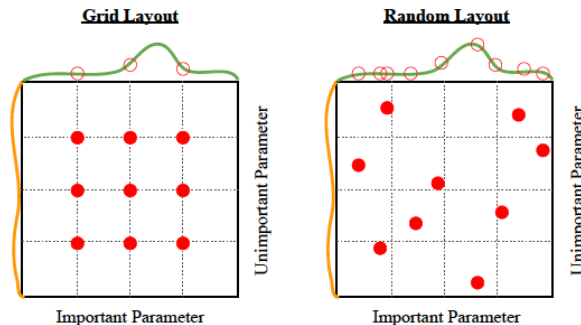 Grid Layout
Unimportant Parameter
Important Parameter
Random Layout
Unimportant Parameter
Important Parameter